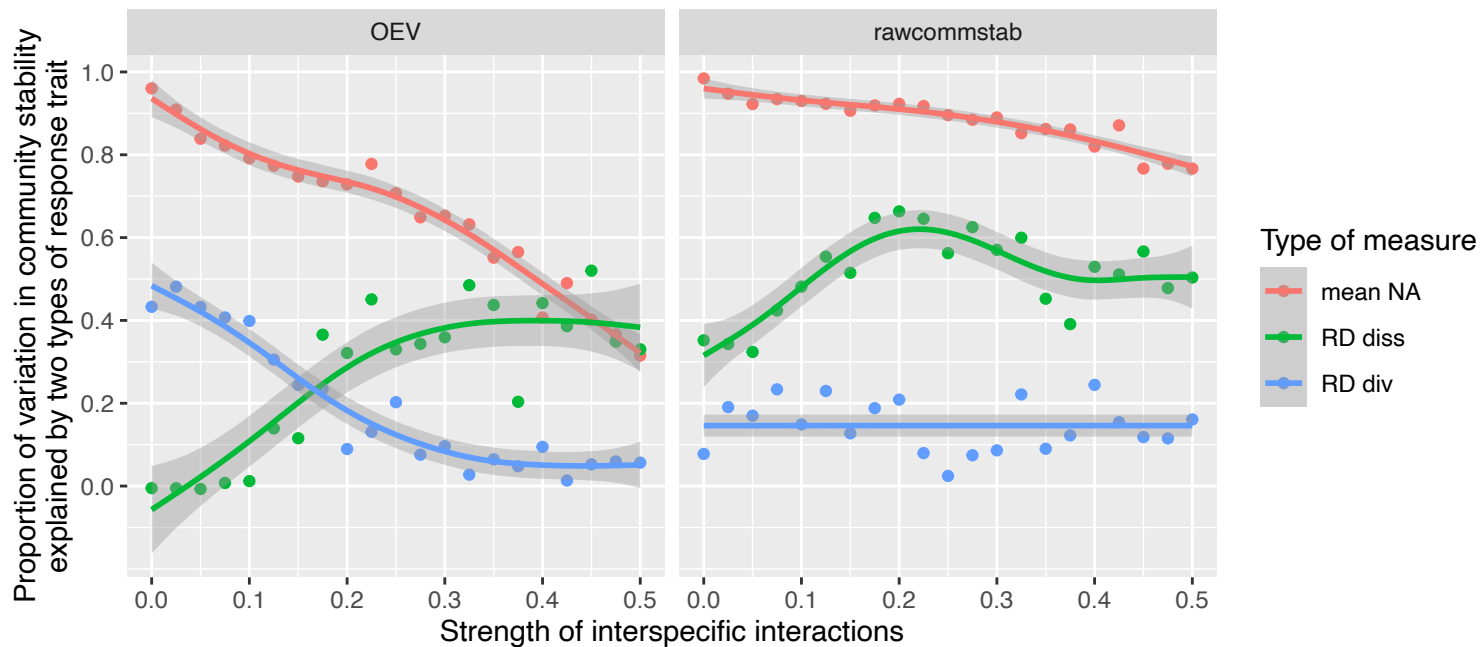 OEV
rawcommstab
Proportion of variation in community stability
explained by two types of response trait
1.0
0.8
0.6
0.4
0.2
0.0
0.0 0.1 0.2 0.3 0.4 0.5
0.0 0.1 0.2 0.3 0.4 0.5
Strength of interspecific interactions
Type of measure
mean NA
RD diss
RD div